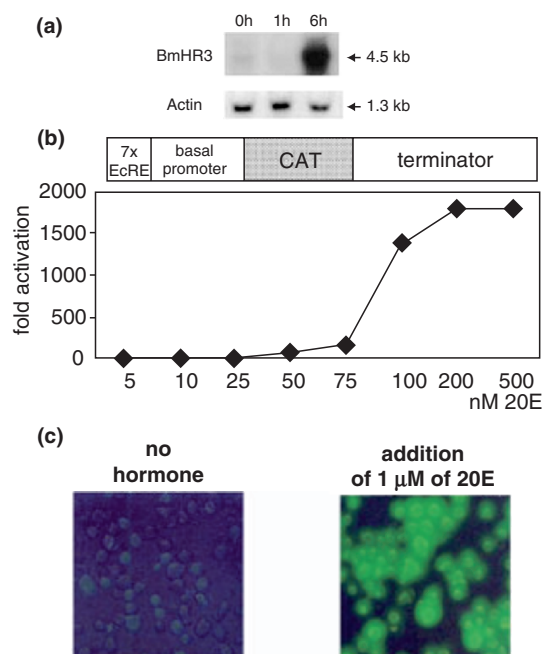 (a)
0h 1h 6h
BmHR3 ← 4.5 kb
Actin ← 1.3 kb
(b)
7x EcRE
basal promoter
CAT
terminator
fold activation
2000
1500
1000
500
0
5 10 25 50 75 100 200 500
nM 20E
(c)
no
hormone
addition
of 1 μM of 20E